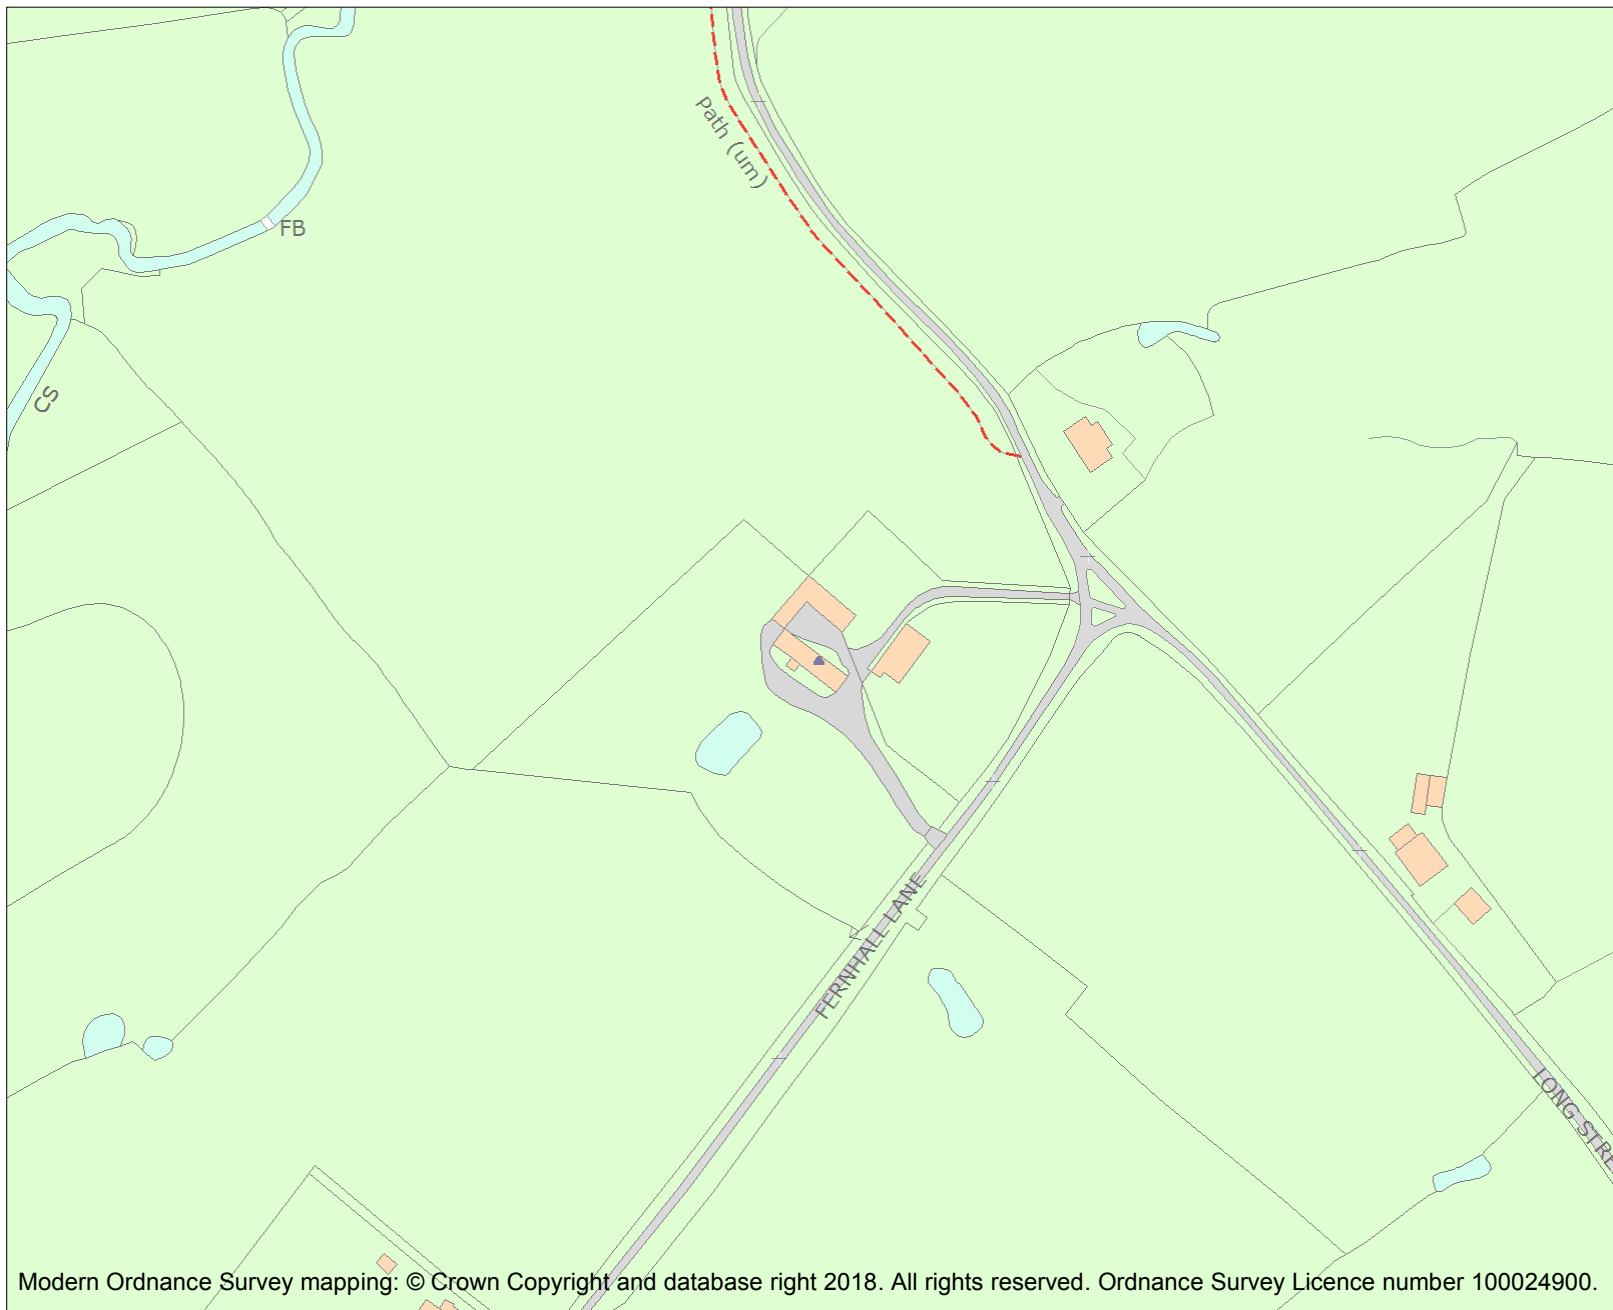 Path (um)
FB
CS
FERNHALL LANE
LONG STRE
Modern Ordnance Survey mapping: © Crown Copyright and database right 2018. All rights reserved. Ordnance Survey Licence number 100024900.